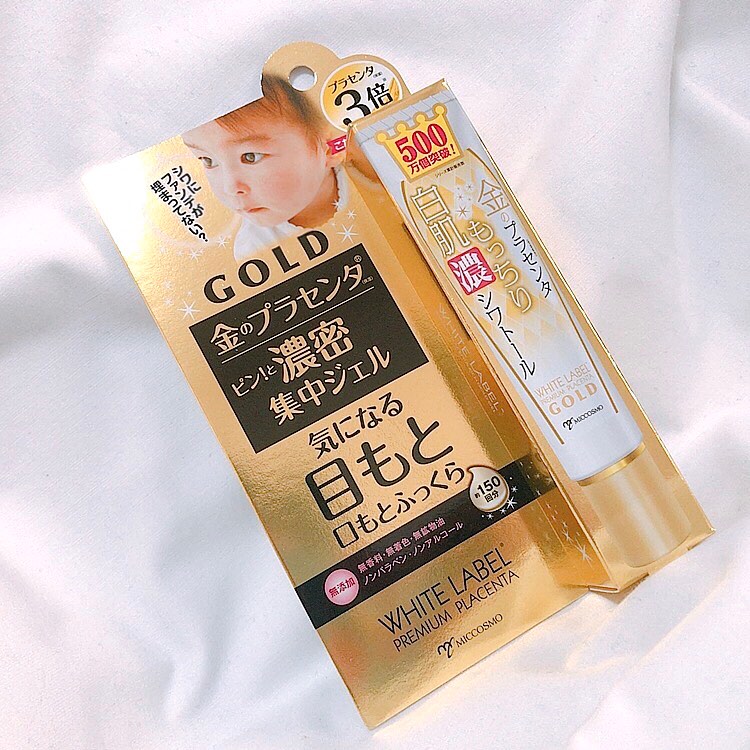 プラセンタ
3倍
シワに
ファンデが
埋まってない?
GOLD
金のプラセンタ®
ピン!と濃密
集中ジェル
気になる
目もと
口もとふっくら
約150
回分
無添加
無香料・無着色・無鉱物油
ノンパラベン・ノンアルコール
WHITE LABEL®
PREMIUM PLACENTA
MICCOSMO
WHITE LABEL
500
万個突破!
金のプラセンタ
もっちり
白肌
濃
シワトール
WHITE LABEL
PREMIUM PLACENTA
GOLD
MICCOSMO